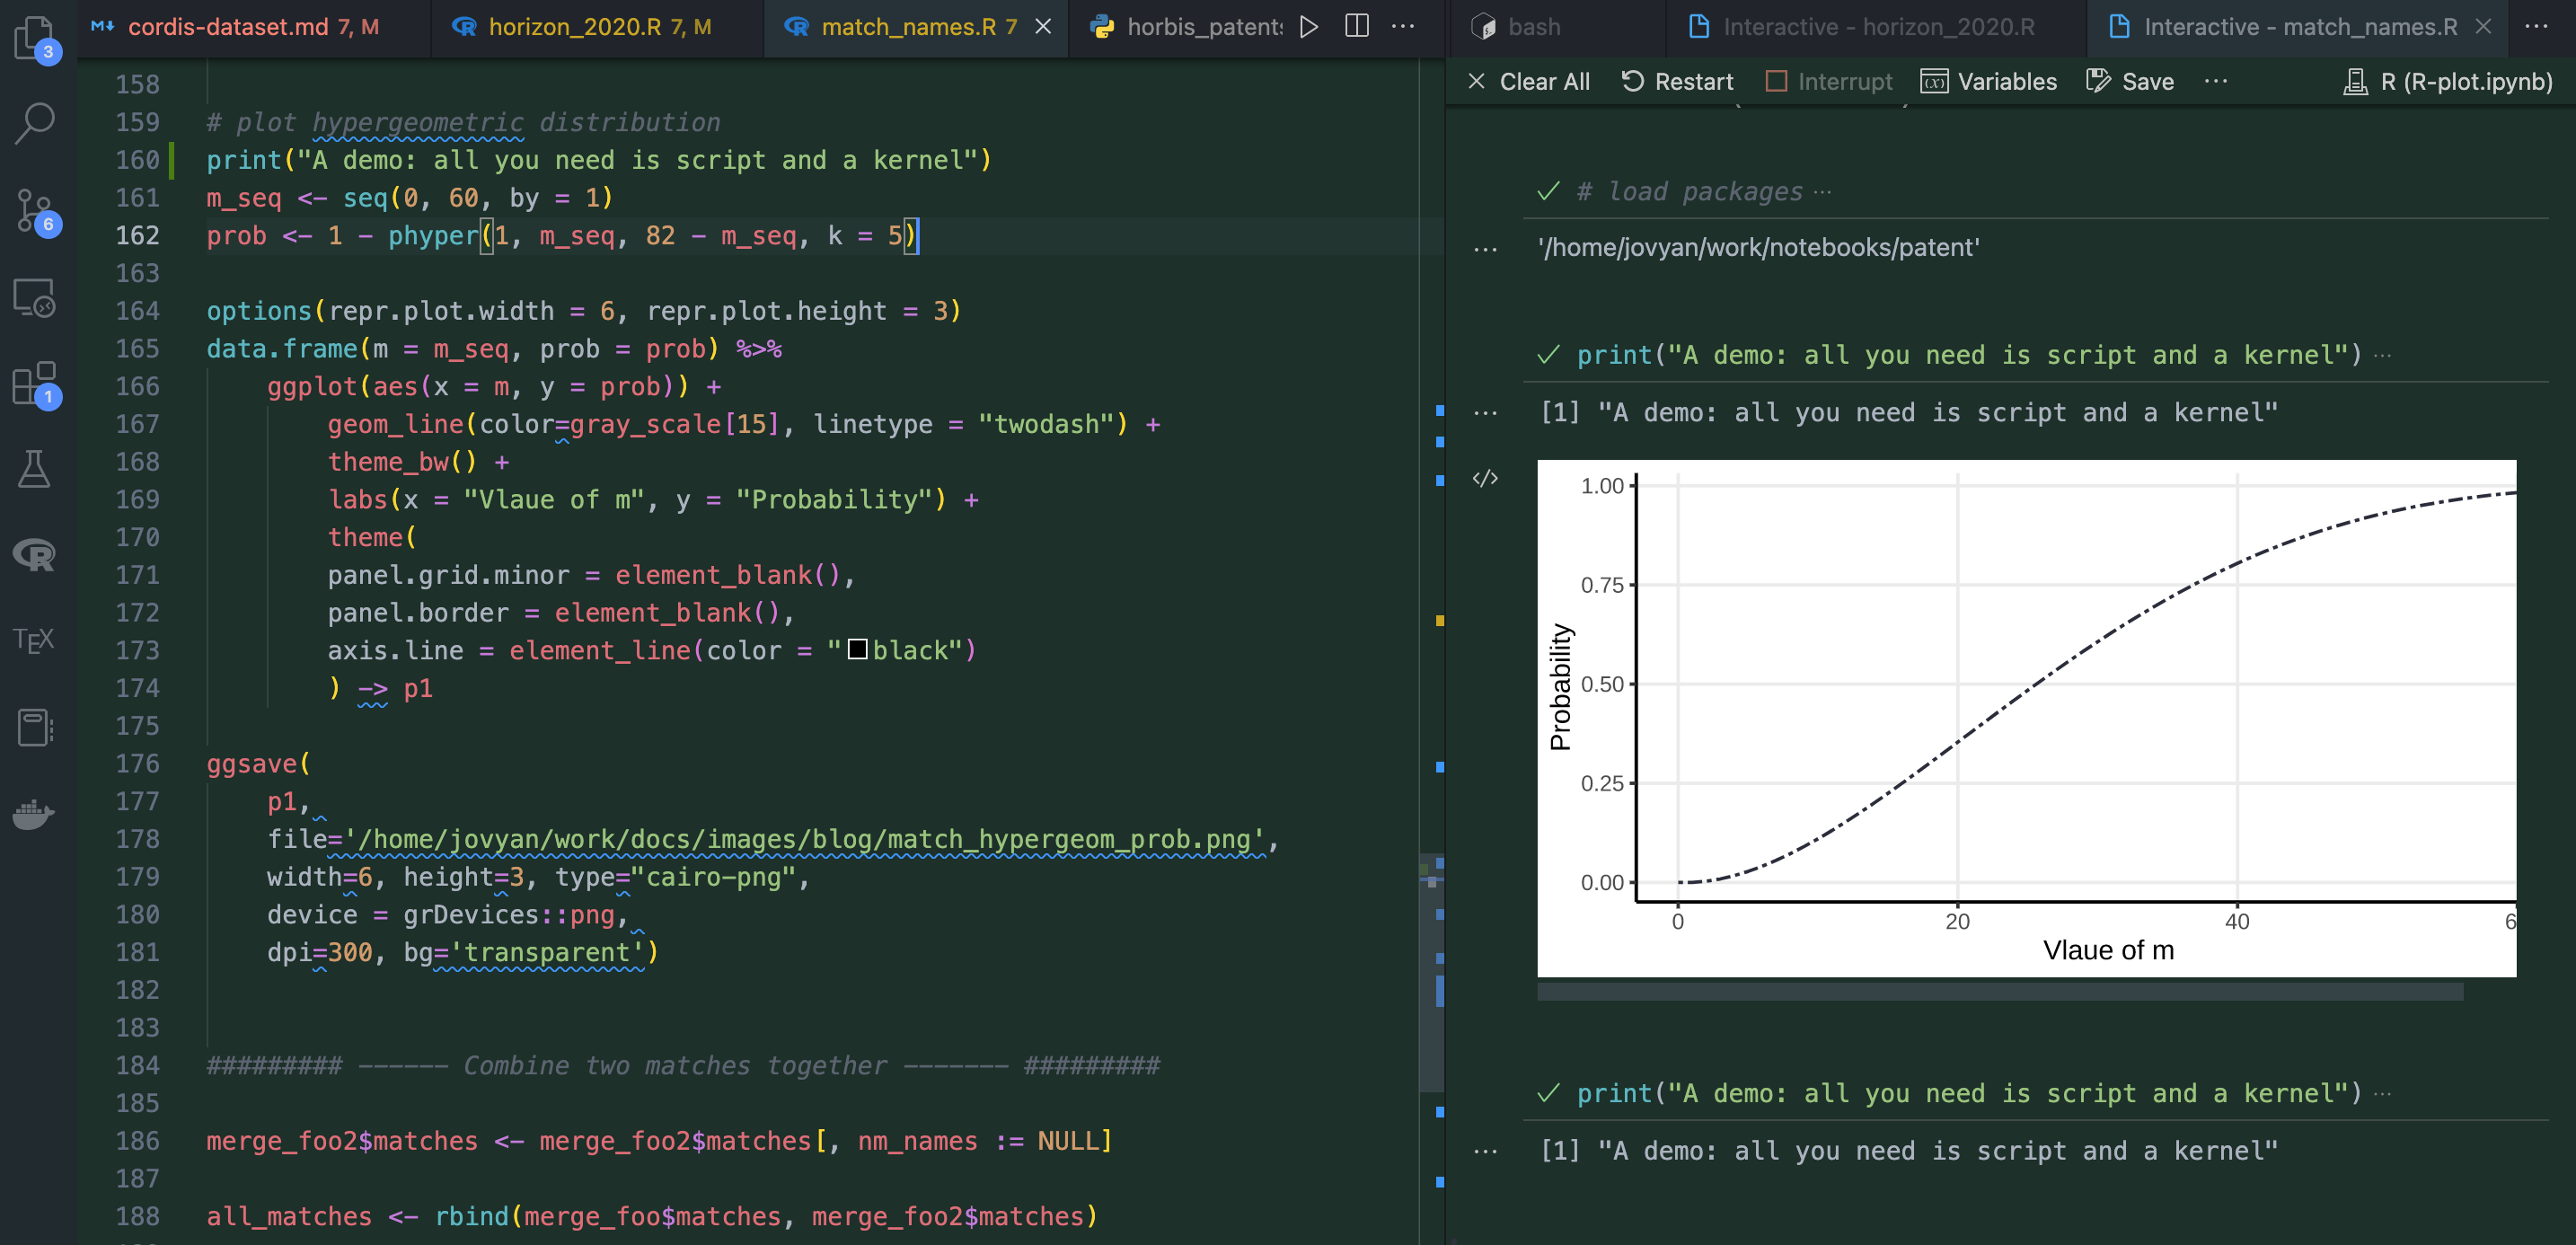 cordis-dataset.md 7, M
horizon_2020.R 7, M
match_names.R 7
horbis_patents
158
159 # plot hypergeometric distribution
160 print("A demo: all you need is script and a kernel")
161 m_seq <- seq(0, 60, by = 1)
162 prob <- 1 - phyper(1, m_seq, 82 - m_seq, k = 5)
163
164 options(repr.plot.width = 6, repr.plot.height = 3)
165 data.frame(m = m_seq, prob = prob) %>%
166 ggplot(aes(x = m, y = prob)) +
167 geom_line(color=gray_scale[15], linetype = "twodash") +
168 theme_bw() +
169 labs(x = "Vlaue of m", y = "Probability") +
170 theme(
171 panel.grid.minor = element_blank(),
172 panel.border = element_blank(),
173 axis.line = element_line(color = "black")
174 ) -> p1
175
176 ggsave(
177 p1,
178 file='/home/jovyan/work/docs/images/blog/match_hypergeom_prob.png',
179 width=6, height=3, type="cairo-png",
180 device = grDevices::png,
181 dpi=300, bg='transparent')
182
183
184 ######### ------ Combine two matches together ------- #########
185
186 merge_foo2$matches <- merge_foo2$matches[, nm_names := NULL]
187
188 all_matches <- rbind(merge_foo$matches, merge_foo2$matches)
3
6
1
R
TEX
bash
Interactive - horizon_2020.R
Interactive - match_names.R
Clear All
Restart
Interrupt
Variables
Save
···
R (R-plot.ipynb)
# load packages ···
'/home/jovyan/work/notebooks/patent'
print("A demo: all you need is script and a kernel") ···
[1] "A demo: all you need is script and a kernel"
1.00
0.75
0.50
0.25
0.00
Probability
0 20 40 6
Vlaue of m
print("A demo: all you need is script and a kernel") ···
[1] "A demo: all you need is script and a kernel"